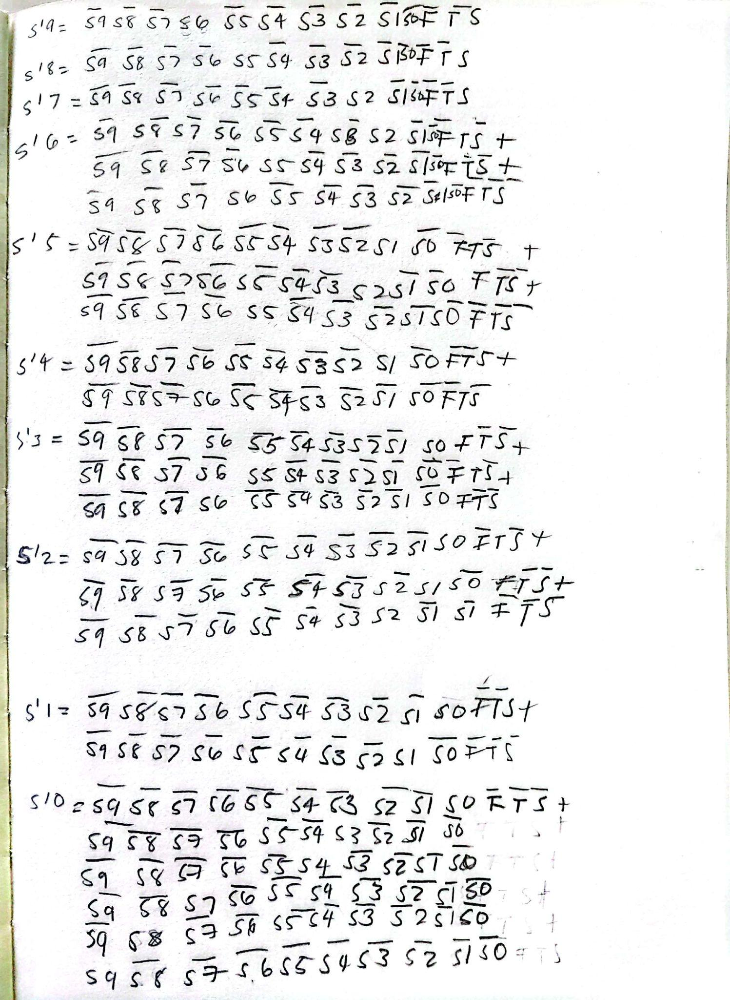 S'9 = S9 S8 S7 S6 S5 S4 S3 S2 S1 S0 F T S
S'8 = S9 S8 S7 S6 S5 S4 S3 S2 S1 S0 F T S
S'7 = S9 S8 S7 S6 S5 S4 S3 S2 S1 S0 F T S
S'6 = S9 S8 S7 S6 S5 S4 S3 S2 S1 S0 F T S +
S9 S8 S7 S6 S5 S4 S3 S2 S1 S0 F T S +
S9 S8 S7 S6 S5 S4 S3 S2 S1 S0 F T S
S'5 = S9 S8 S7 S6 S5 S4 S3 S2 S1 S0 F T S +
S9 S8 S7 S6 S5 S4 S3 S2 S1 S0 F T S +
S9 S8 S7 S6 S5 S4 S3 S2 S1 S0 F T S
S'4 = S9 S8 S7 S6 S5 S4 S3 S2 S1 S0 F T S +
S9 S8 S7 S6 S5 S4 S3 S2 S1 S0 F T S
S'3 = S9 S8 S7 S6 S5 S4 S3 S2 S1 S0 F T S +
S9 S8 S7 S6 S5 S4 S3 S2 S1 S0 F T S +
S9 S8 S7 S6 S5 S4 S3 S2 S1 S0 F T S
S'2 = S9 S8 S7 S6 S5 S4 S3 S2 S1 S0 F T S +
S9 S8 S7 S6 S5 S4 S3 S2 S1 S0 F T S +
S9 S8 S7 S6 S5 S4 S3 S2 S1 S1 F T S
S'1 = S9 S8 S7 S6 S5 S4 S3 S2 S1 S0 F T S +
S9 S8 S7 S6 S5 S4 S3 S2 S1 S0 F T S
S'0 = S9 S8 S7 S6 S5 S4 S3 S2 S1 S0 F T S +
S9 S8 S7 S6 S5 S4 S3 S2 S1 S0 F T S +
S9 S8 S7 S6 S5 S4 S3 S2 S1 S0 F T S +
S9 S8 S7 S6 S5 S4 S3 S2 S1 S0 F T S +
S9 S8 S7 S6 S5 S4 S3 S2 S1 S0 F T S +
S9 S8 S7 S6 S5 S4 S3 S2 S1 S0 F T S